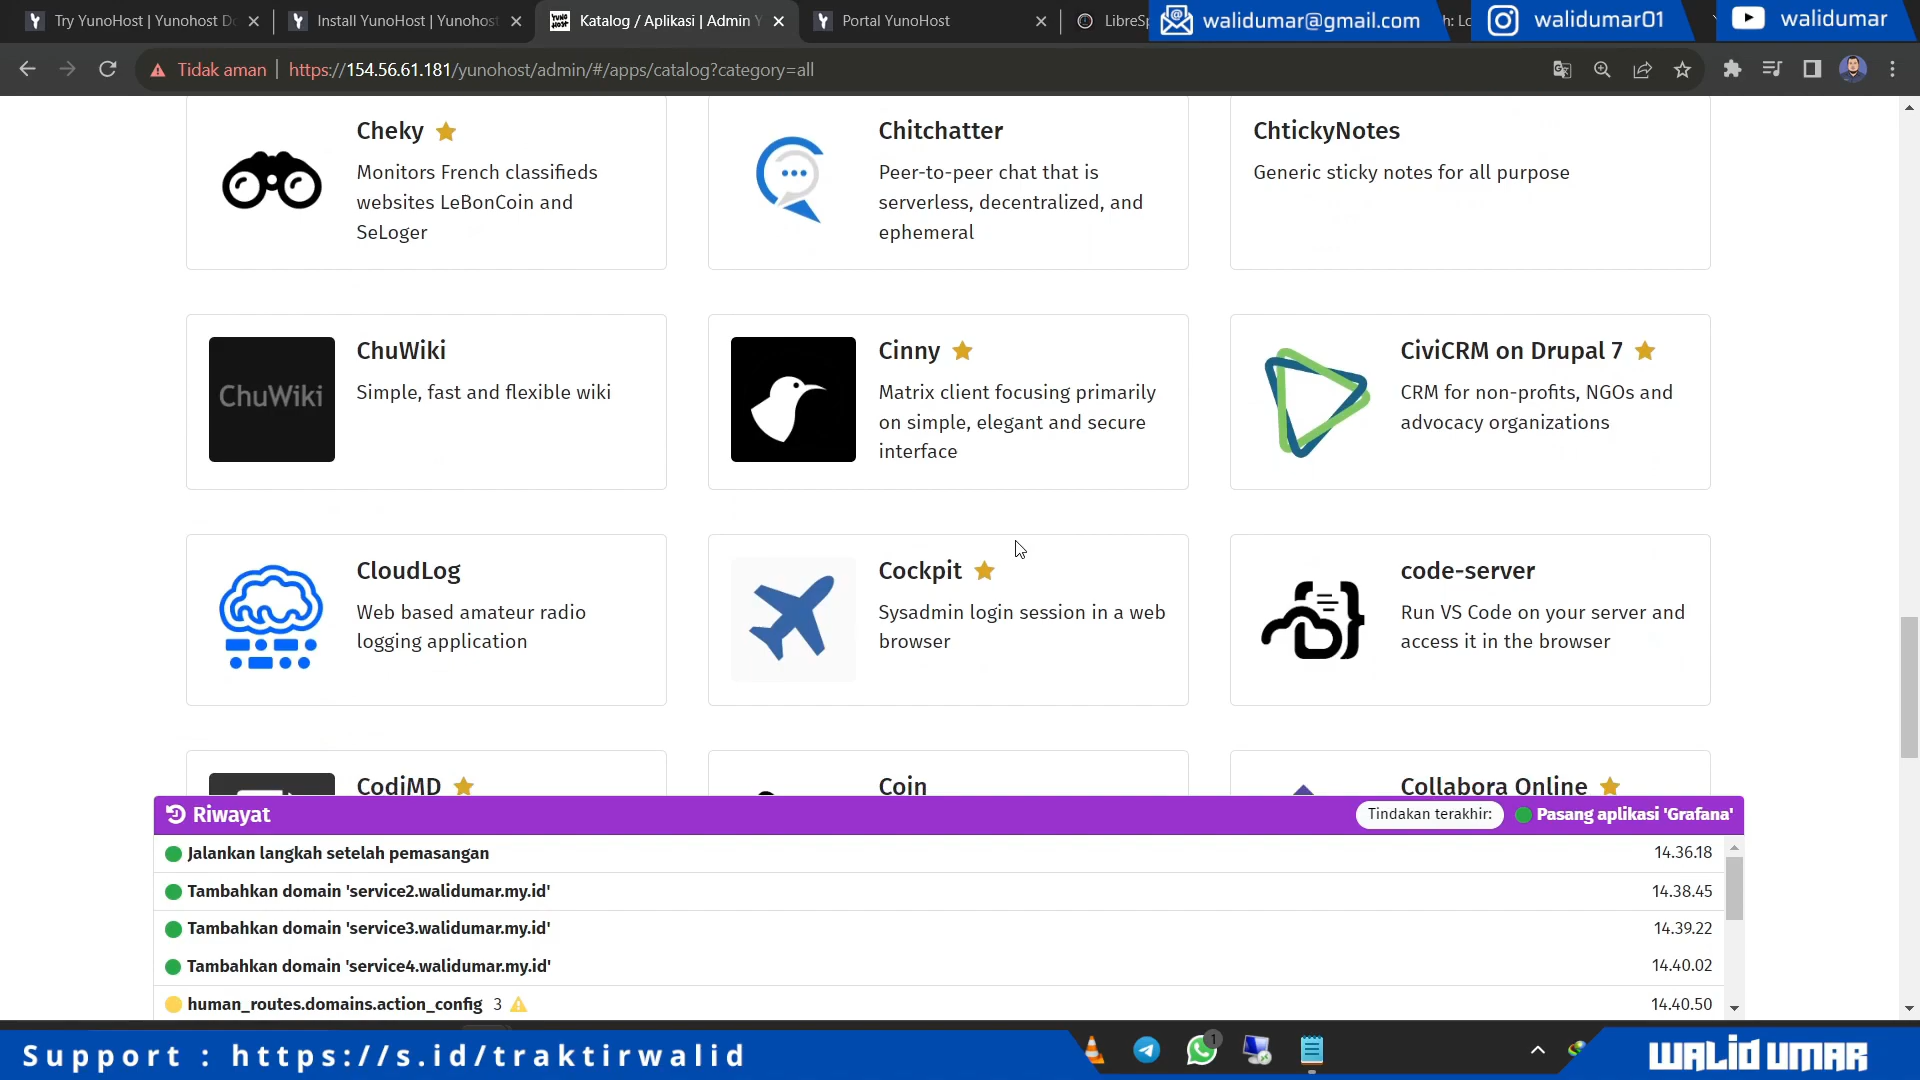 Try YunoHost | Yunohost D
Install YunoHost | Yunohost
YUNO HOST
Katalog / Aplikasi | Admin Y
Portal YunoHost
LibreSp
walidumar@gmail.com
h: Lo
walidumar01
walidumar
Tidak aman
https://154.56.61.181/yunohost/admin/#/apps/catalog?category=all
Cheky
Monitors French classifieds
websites LeBonCoin and
SeLoger
Chitchatter
Peer-to-peer chat that is
serverless, decentralized, and
ephemeral
ChtickyNotes
Generic sticky notes for all purpose
ChuWiki
ChuWiki
Simple, fast and flexible wiki
Cinny
Matrix client focusing primarily
on simple, elegant and secure
interface
CiviCRM on Drupal 7
CRM for non-profits, NGOs and
advocacy organizations
CloudLog
Web based amateur radio
logging application
Cockpit
Sysadmin login session in a web
browser
code-server
Run VS Code on your server and
access it in the browser
CodiMD
Coin
Collabora Online
Riwayat
Tindakan terakhir:
Pasang aplikasi 'Grafana'
Jalankan langkah setelah pemasangan
14.36.18
Tambahkan domain 'service2.walidumar.my.id'
14.38.45
Tambahkan domain 'service3.walidumar.my.id'
14.39.22
Tambahkan domain 'service4.walidumar.my.id'
14.40.02
human_routes.domains.action_config 3
14.40.50
Support : https://s.id/traktirwalid
1
WALID UMAR